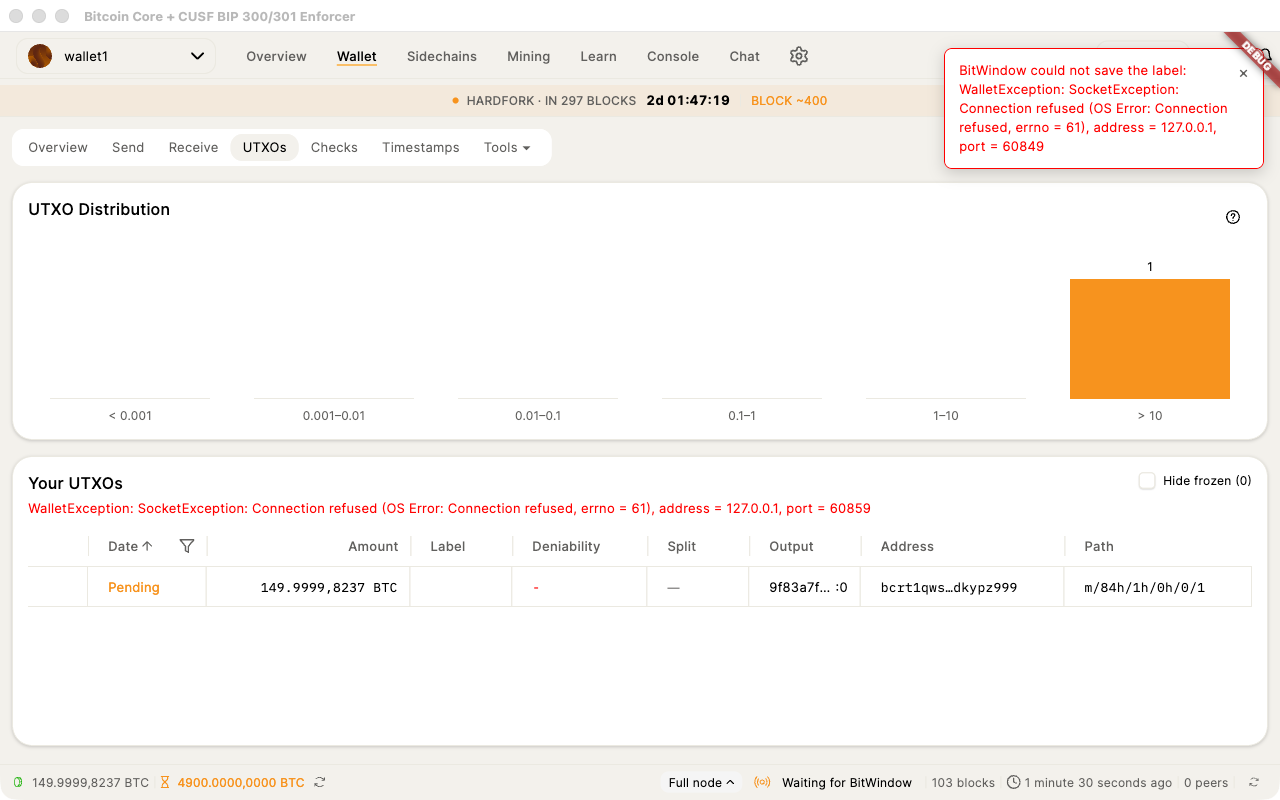 Bitcoin Core + CUSF BIP 300/301 Enforcer
wallet1
Overview
Wallet
Sidechains
Mining
Learn
Console
Chat
DEBUG
BitWindow could not save the label:
WalletException: SocketException:
Connection refused (OS Error: Connection
refused, errno = 61), address = 127.0.0.1,
port = 60849
HARDFORK · IN 297 BLOCKS 2d 01:47:19 BLOCK ~400
Overview
Send
Receive
UTXOs
Checks
Timestamps
Tools
UTXO Distribution
1
< 0.001
0.001–0.01
0.01–0.1
0.1–1
1–10
> 10
Your UTXOs
Hide frozen (0)
WalletException: SocketException: Connection refused (OS Error: Connection refused, errno = 61), address = 127.0.0.1, port = 60859
Date
Amount
Label
Deniability
Split
Output
Address
Path
Pending
149.9999,8237 BTC
-
—
9f83a7f... :0
bcrt1qws…dkypz999
m/84h/1h/0h/0/1
149.9999,8237 BTC
4900.0000,0000 BTC
Full node
Waiting for BitWindow
103 blocks
1 minute 30 seconds ago
0 peers